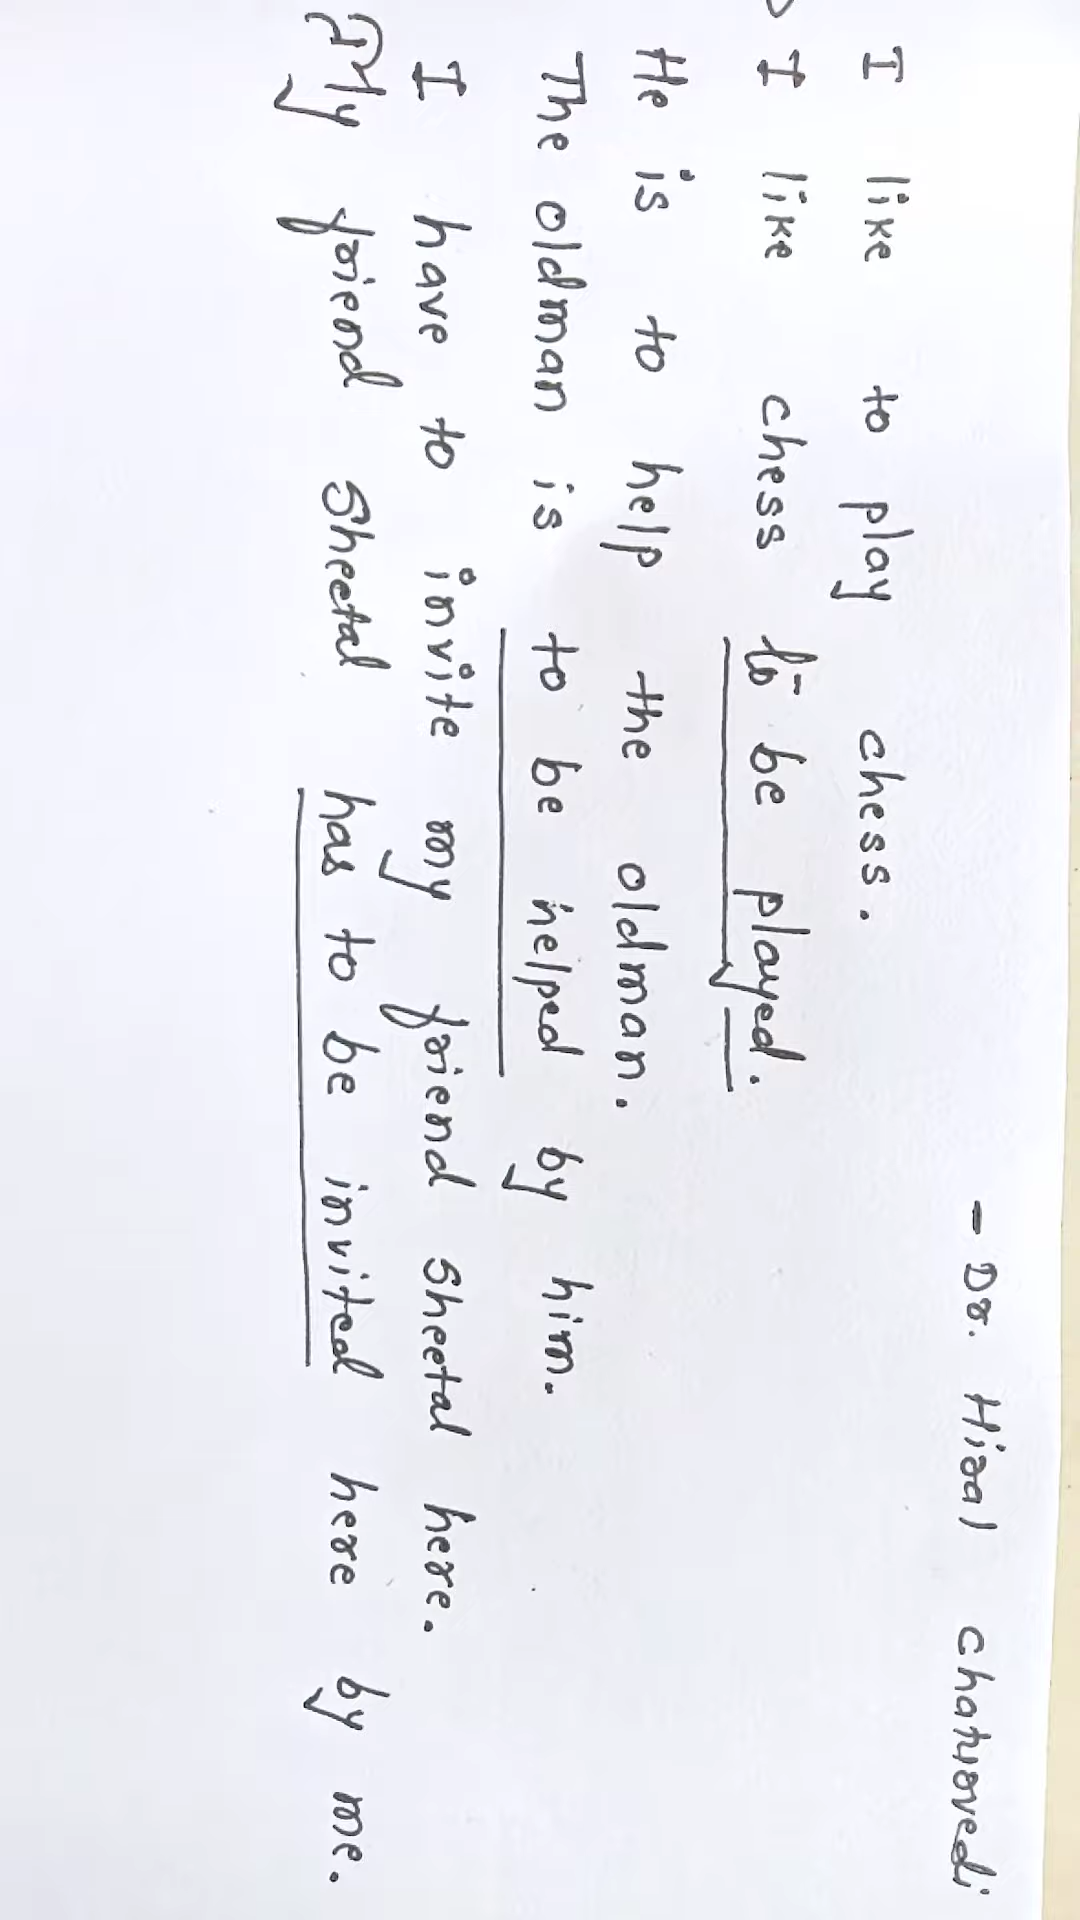 - Dr. Hiral Chaturvedi
I like to play chess.
I like chess to be played.
He is to help the oldman.
The oldman is to be helped by him.
I have to invite my friend Sheetal here.
My friend Sheetal has to be invited here by me.